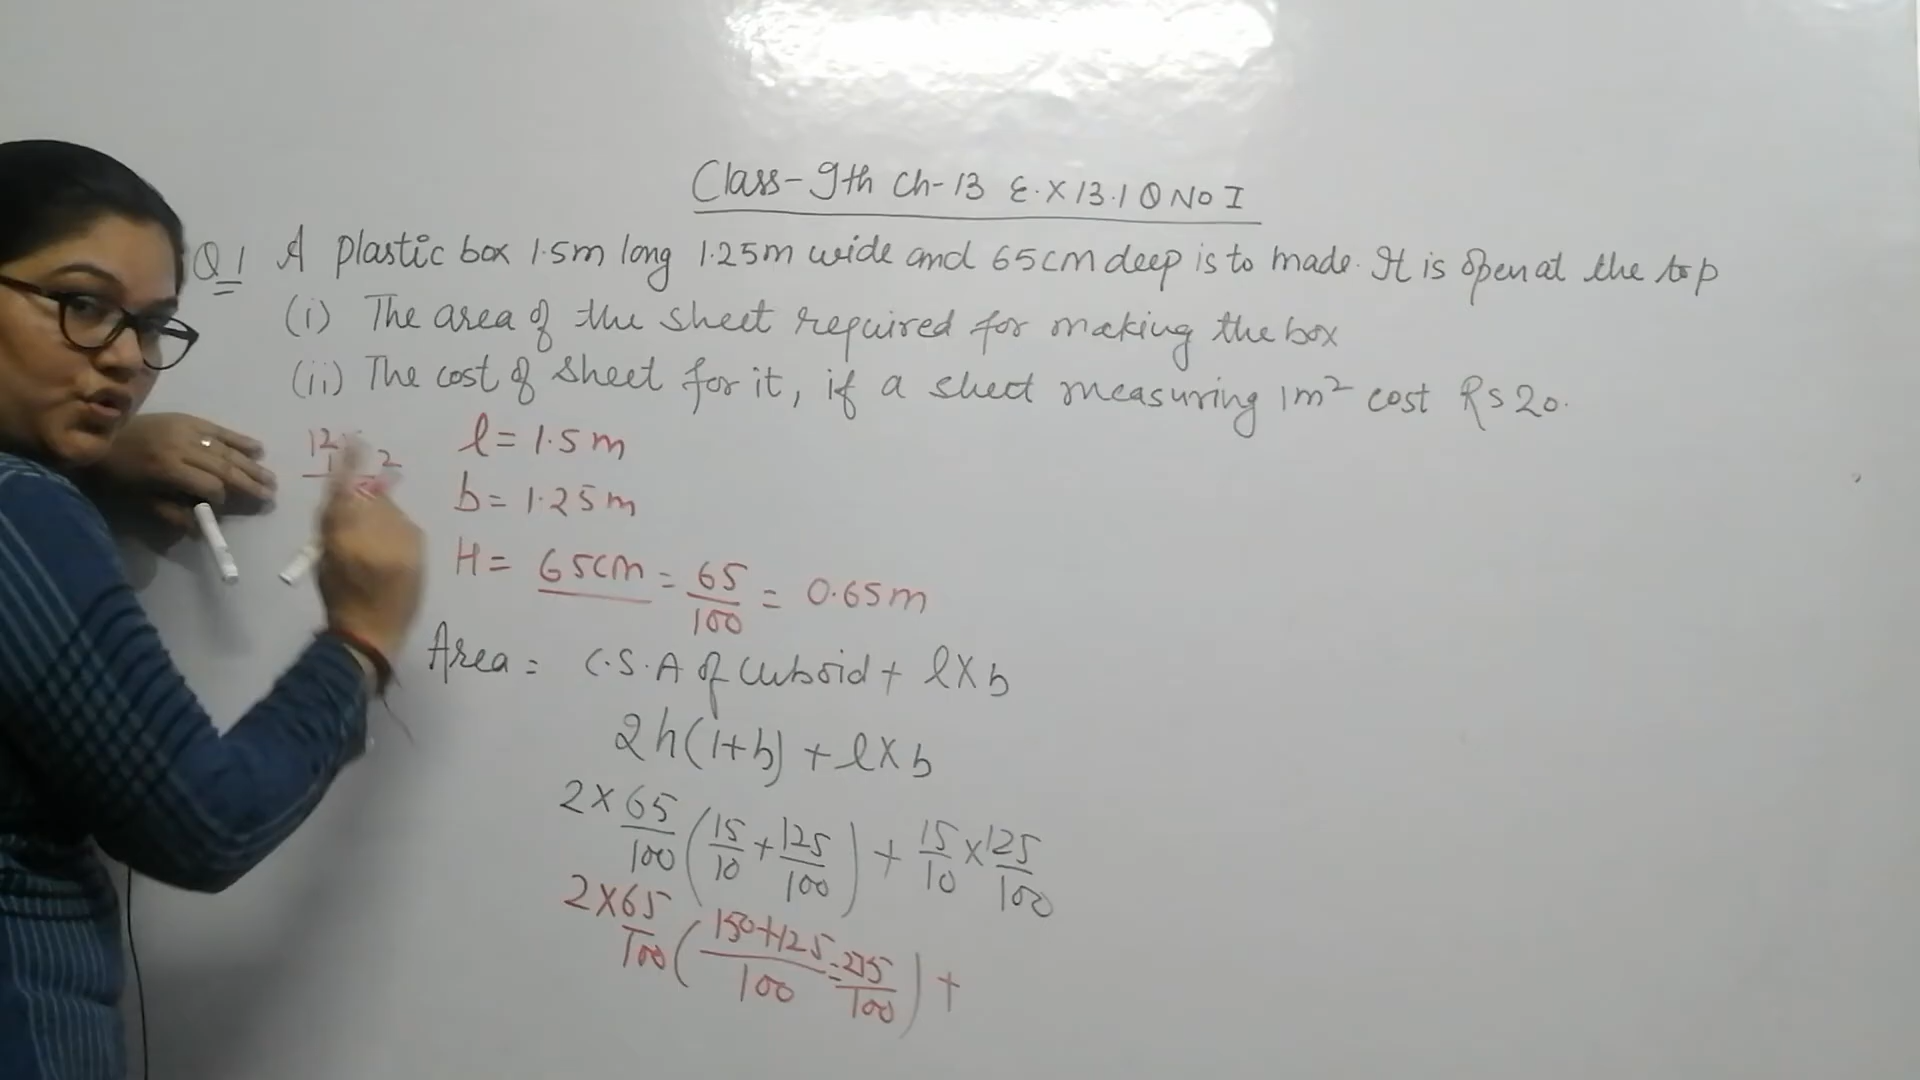 Class-9th Ch-13 E.X 13.1 Q No I
Q1 A plastic box 1.5m long 1.25m wide and 65cm deep is to made. It is open at the top
(i) The area of the sheet required for making the box
(ii) The cost of sheet for it, if a sheet measuring 1m² cost Rs 20.
l = 1.5 m
b = 1.25 m
H = 65cm = 65/100 = 0.65m
Area = C.S.A of cuboid + l×b
2h(l+b) + l×b
2×65/100 (15/10 + 125/100) + 15/10 × 125/100
2×65/100 (150+125/100 = 275/100) +